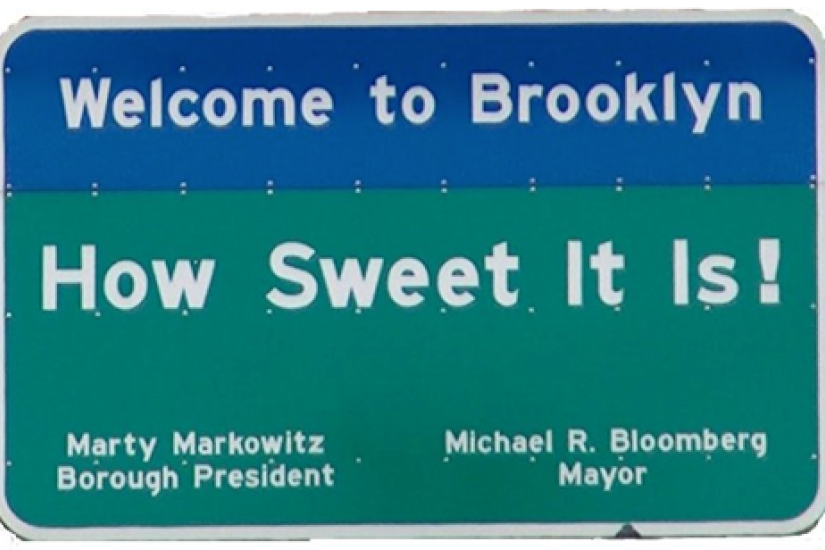 Welcome to Brooklyn
How Sweet It Is!
Marty Markowitz
Borough President
Michael R. Bloomberg
Mayor